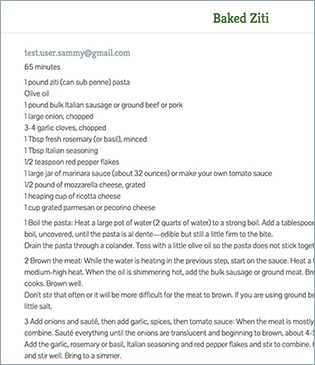 Baked Ziti
test.user.sammy@gmail.com
65 minutes
1 pound ziti (can sub penne) pasta
Olive oil
1 pound bulk Italian sausage or ground beef or pork
1 large onion, chopped
3-4 garlic cloves, chopped
1 Tbsp fresh rosemary (or basil), minced
1 Tbsp Italian seasoning
1/2 teaspoon red pepper flakes
1 large jar of marinara sauce (about 32 ounces) or make your own tomato sauce
1/2 pound of mozzarella cheese, grated
1 heaping cup of ricotta cheese
1 cup grated parmesan or pecorino cheese
1 Boil the pasta: Heat a large pot of water (2 quarts of water) to a strong boil. Add a tablespoon
boil, uncovered, until the pasta is al dente—edible but still a little firm to the bite.
Drain the pasta through a colander. Toss with a little olive oil so the pasta does not stick toget
2 Brown the meat: While the water is heating in the previous step, start on the sauce. Heat a
medium-high heat. When the oil is shimmering hot, add the bulk sausage or ground meat. Br
cooks. Brown well.
Don't stir that often or it will be more difficult for the meat to brown. If you are using ground be
little salt.
3 Add onions and sauté, then add garlic, spices, then tomato sauce: When the meat is mostly
combine. Sauté everything until the onions are translucent and beginning to brown, about 4-5
Add the garlic, rosemary or basil, Italian seasoning and red pepper flakes and stir to combine.
and stir well. Bring to a simmer.